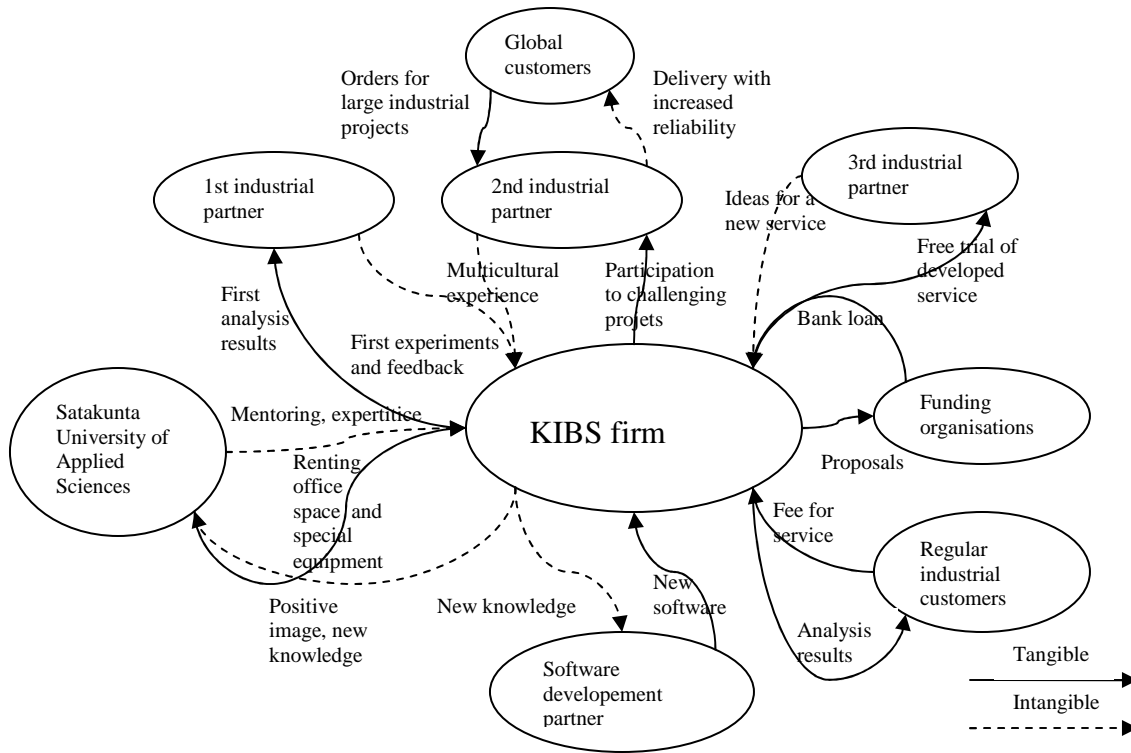 Global
customers
Orders for
large industrial
projects
Delivery with
increased
reliability
1st industrial
partner
2nd industrial
partner
3rd industrial
partner
Ideas for a
new service
Multicultural
experience
Participation
to challenging
projets
Free trial of
developed
service
First
analysis
results
Bank loan
First experiments
and feedback
Satakunta
University of
Applied
Sciences
Mentoring, expertitice
KIBS firm
Funding
organisations
Renting
office
space and
special
equipment
Proposals
Fee for
service
Regular
industrial
customers
Positive
image, new
knowledge
New knowledge
New
software
Analysis
results
Software
developement
partner
Tangible
Intangible